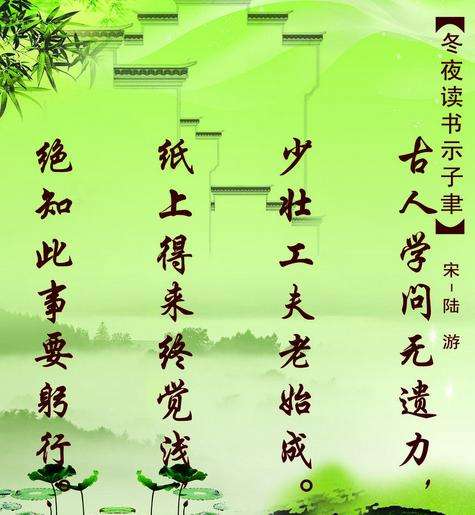 【冬夜读书示子聿】
宋-陆 游
古人学问无遗力，
少壮工夫老始成。
纸上得来终觉浅，
绝知此事要躬行。